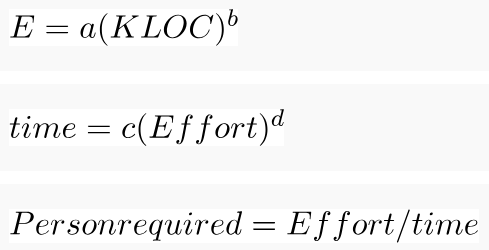 E = a(KLOC)^b
time = c(Effort)^d
Personrequired = Effort/time